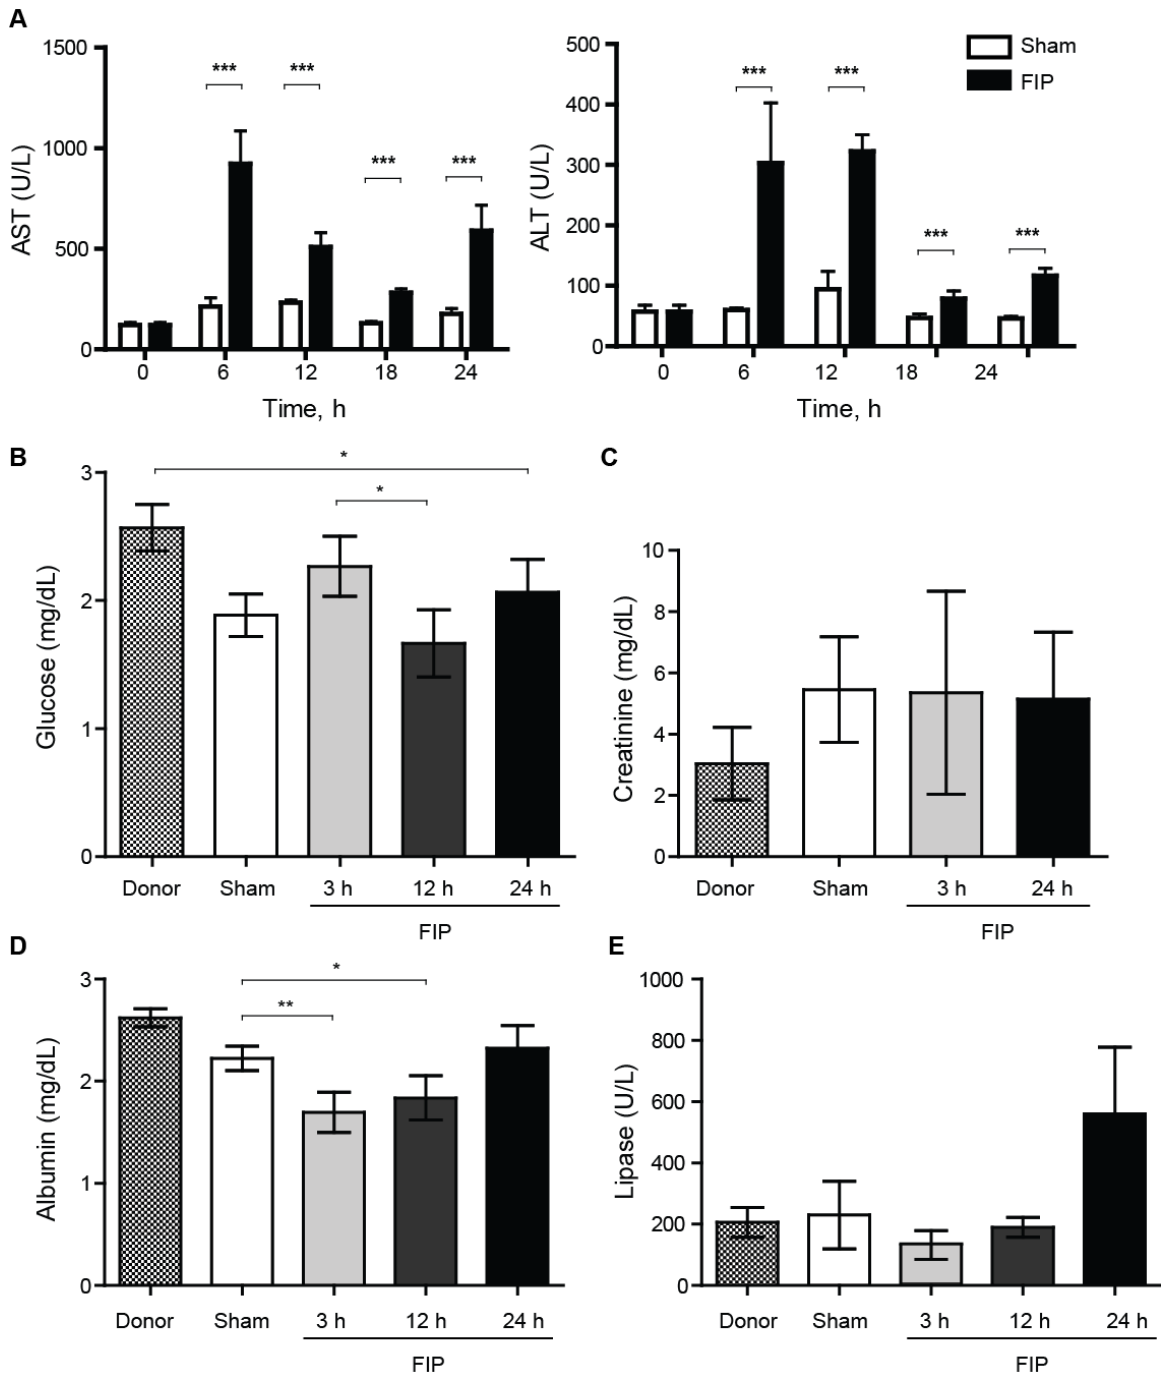 A
1500
1000
500
0
AST (U/L)
***
***
***
***
0 6 12 18 24
Time, h
500
400
300
200
100
0
ALT (U/L)
***
***
***
***
0 6 12 18 24
Time, h
Sham
FIP
B
3
2
1
0
Glucose (mg/dL)
*
*
Donor Sham 3 h 12 h 24 h
FIP
C
10
8
6
4
2
0
Creatinine (mg/dL)
Donor Sham 3 h 24 h
FIP
D
3
2
1
0
Albumin (mg/dL)
*
**
Donor Sham 3 h 12 h 24 h
FIP
E
1000
800
600
400
200
0
Lipase (U/L)
Donor Sham 3 h 12 h 24 h
FIP